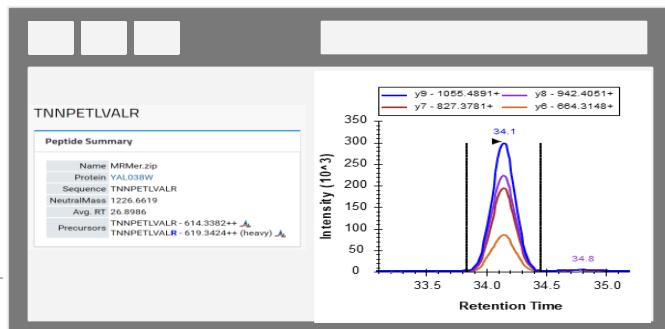 TNNPETLVALR
Peptide Summary
Name MRMer.zip
Protein YAL038W
Sequence TNNPETLVALR
NeutralMass 1226.6619
Avg. RT 26.8986
Precursors TNNPETLVALR - 614.3382++
TNNPETLVALR - 619.3424++ (heavy)
y9 - 1055.4891+ y8 - 942.4051+
y7 - 827.3781+ y6 - 664.3148+
350
300
250
200
150
100
50
0
Intensity (10^3)
34.1
34.8
33.5 34.0 34.5 35.0
Retention Time